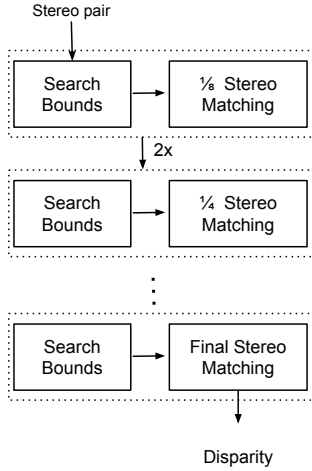 Stereo pair
Search
Bounds
⅛ Stereo
Matching
2x
Search
Bounds
¼ Stereo
Matching
Search
Bounds
Final Stereo
Matching
Disparity